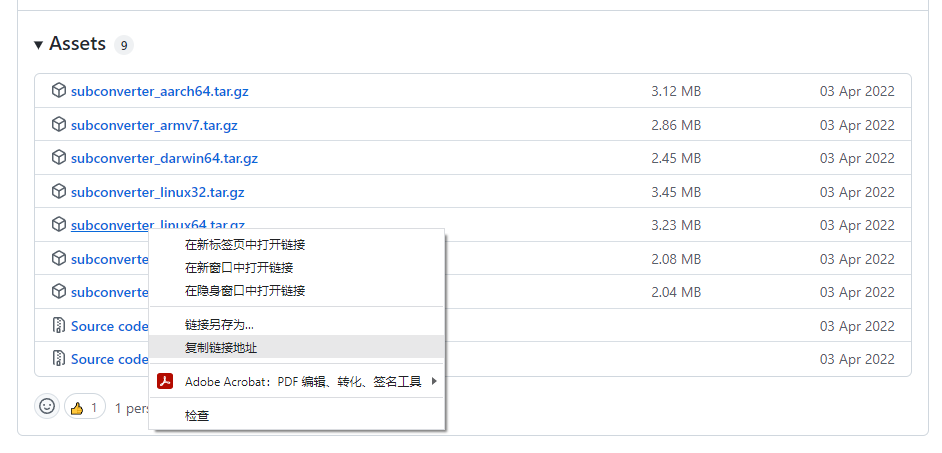 Assets 9
subconverter_aarch64.tar.gz 3.12 MB 03 Apr 2022
subconverter_armv7.tar.gz 2.86 MB 03 Apr 2022
subconverter_darwin64.tar.gz 2.45 MB 03 Apr 2022
subconverter_linux32.tar.gz 3.45 MB 03 Apr 2022
subconverter_linux64.tar.gz 3.23 MB 03 Apr 2022
在新标签页中打开链接
subconverte 2.08 MB 03 Apr 2022
在新窗口中打开链接
在隐身窗口中打开链接
subconverte 2.04 MB 03 Apr 2022
链接另存为...
Source code 03 Apr 2022
复制链接地址
Source code 03 Apr 2022
Adobe Acrobat：PDF 编辑、转化、签名工具
检查
1 1 pers